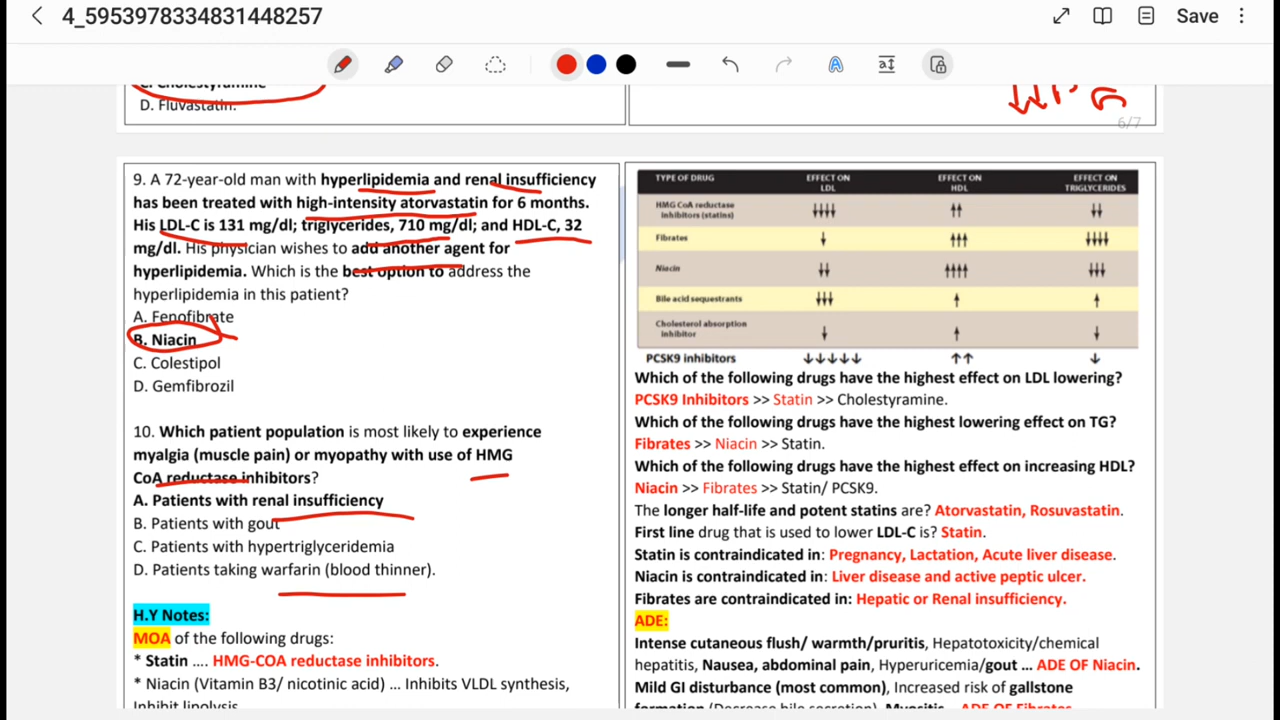 4_5953978334831448257
Save
C. Cholestyramine
D. Fluvastatin.
6/7
9. A 72-year-old man with hyperlipidemia and renal insufficiency
has been treated with high-intensity atorvastatin for 6 months.
His LDL-C is 131 mg/dl; triglycerides, 710 mg/dl; and HDL-C, 32
mg/dl. His physician wishes to add another agent for
hyperlipidemia. Which is the best option to address the
hyperlipidemia in this patient?
A. Fenofibrate
B. Niacin
C. Colestipol
D. Gemfibrozil
10. Which patient population is most likely to experience
myalgia (muscle pain) or myopathy with use of HMG
CoA reductase inhibitors?
A. Patients with renal insufficiency
B. Patients with gout
C. Patients with hypertriglyceridemia
D. Patients taking warfarin (blood thinner).
H.Y Notes:
MOA of the following drugs:
* Statin .... HMG-COA reductase inhibitors.
* Niacin (Vitamin B3/ nicotinic acid) ... Inhibits VLDL synthesis,
Inhibit lipolysis
TYPE OF DRUG EFFECT ON LDL EFFECT ON HDL EFFECT ON TRIGLYCERIDES
HMG CoA reductase inhibitors (statins) ↓↓↓↓ ↑↑ ↓↓
Fibrates ↓ ↑↑↑ ↓↓↓↓
Niacin ↓↓ ↑↑↑↑ ↓↓↓
Bile acid sequestrants ↓↓↓ ↑ ↑
Cholesterol absorption inhibitor ↓ ↑ ↓
PCSK9 inhibitors ↓↓↓↓↓ ↑↑ ↓
Which of the following drugs have the highest effect on LDL lowering?
PCSK9 Inhibitors >> Statin >> Cholestyramine.
Which of the following drugs have the highest lowering effect on TG?
Fibrates >> Niacin >> Statin.
Which of the following drugs have the highest effect on increasing HDL?
Niacin >> Fibrates >> Statin/ PCSK9.
The longer half-life and potent statins are? Atorvastatin, Rosuvastatin.
First line drug that is used to lower LDL-C is? Statin.
Statin is contraindicated in: Pregnancy, Lactation, Acute liver disease.
Niacin is contraindicated in: Liver disease and active peptic ulcer.
Fibrates are contraindicated in: Hepatic or Renal insufficiency.
ADE:
Intense cutaneous flush/ warmth/pruritis, Hepatotoxicity/chemical
hepatitis, Nausea, abdominal pain, Hyperuricemia/gout ... ADE OF Niacin.
Mild GI disturbance (most common), Increased risk of gallstone
formation (Decrease bile secretion), Myositis ... ADE OF Fibrates.